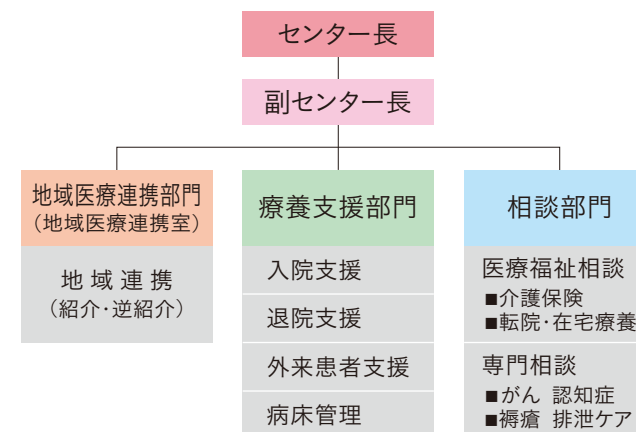 センター長
副センター長
地域医療連携部門
（地域医療連携室）
地域連携
（紹介・逆紹介）
療養支援部門
入院支援
退院支援
外来患者支援
病床管理
相談部門
医療福祉相談
■介護保険
■転院・在宅療養
専門相談
■がん 認知症
■褥瘡 排泄ケア